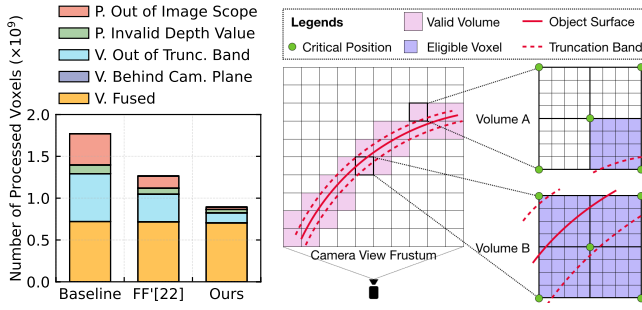 P. Out of Image Scope
P. Invalid Depth Value
V. Out of Trunc. Band
V. Behind Cam. Plane
V. Fused
Number of Processed Voxels (×10⁹)
2.0
1.5
1.0
0.5
0.0
Baseline
FF'[22]
Ours
Legends
Valid Volume
Object Surface
Critical Position
Eligible Voxel
Truncation Band
Volume A
Volume B
Camera View Frustum